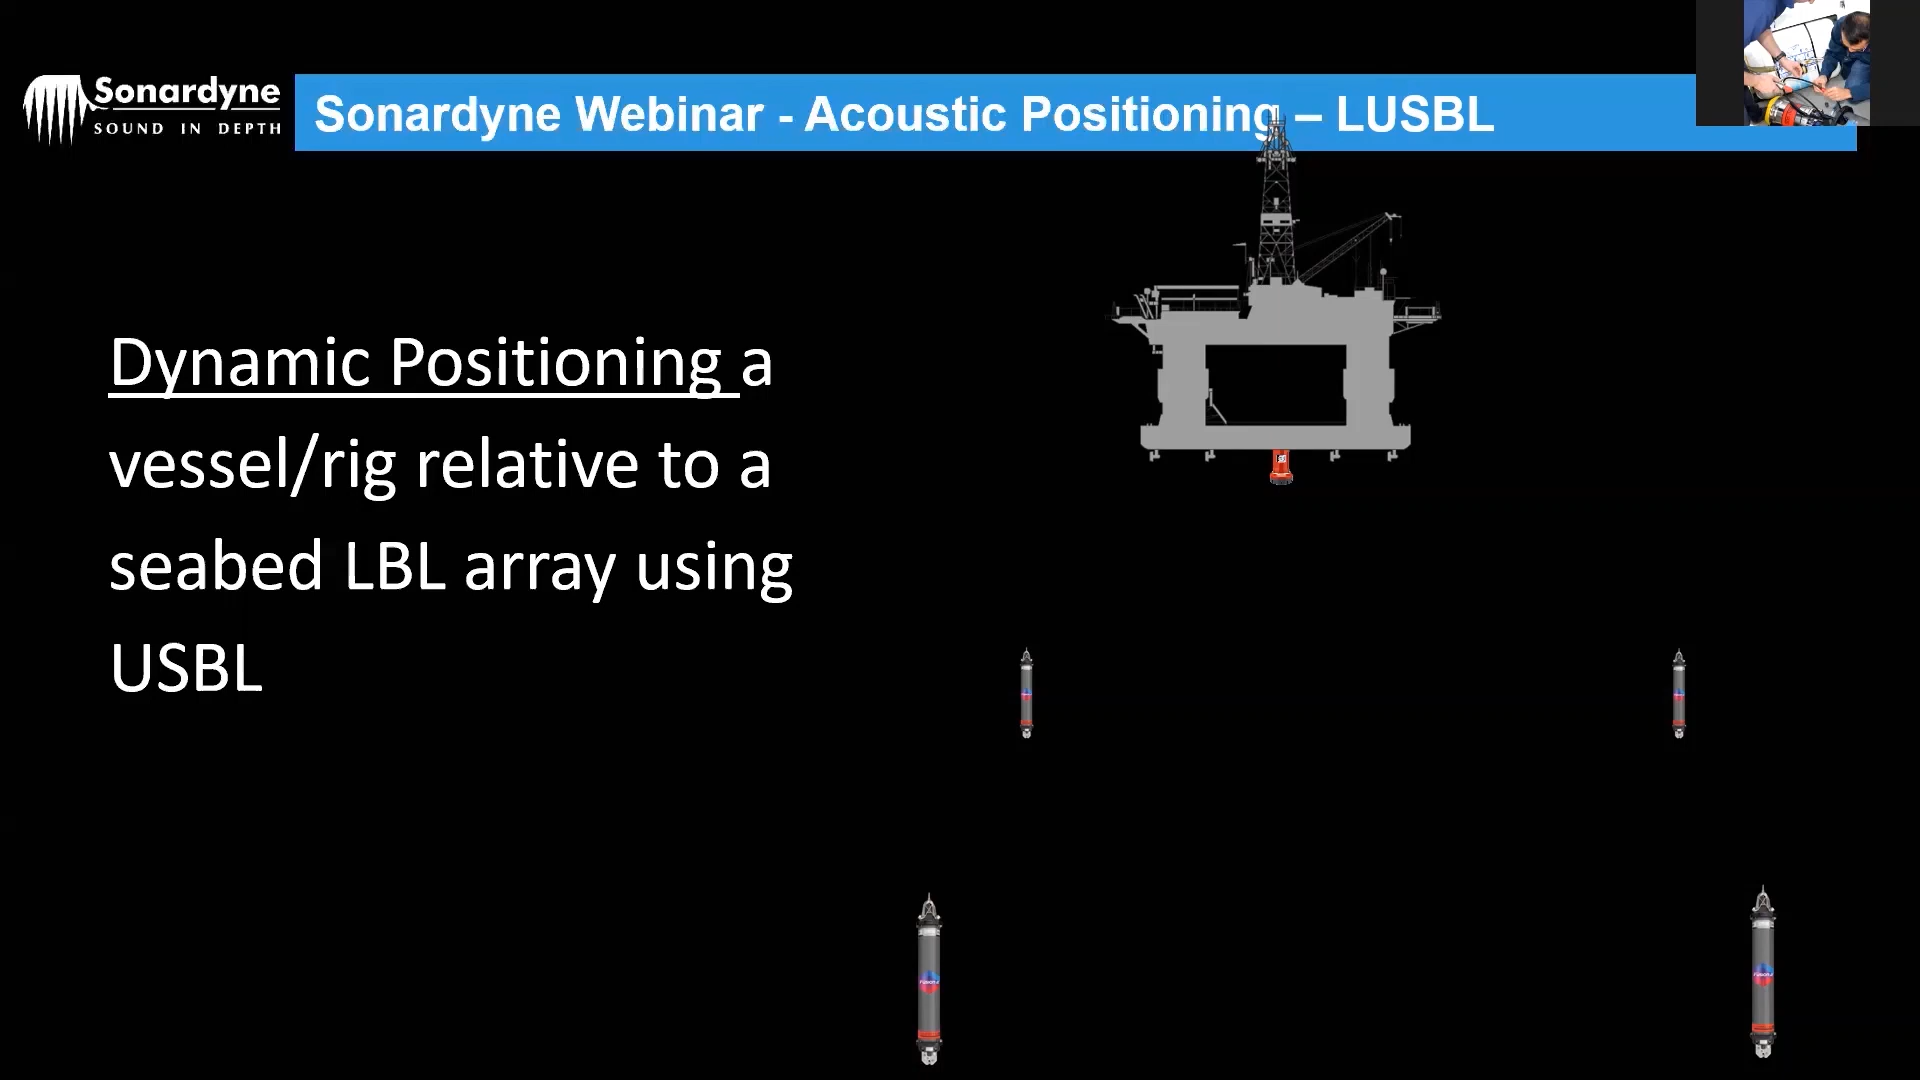 Sonardyne
SOUND IN DEPTH
Sonardyne Webinar - Acoustic Positioning – LUSBL
Dynamic Positioning a
vessel/rig relative to a
seabed LBL array using
USBL